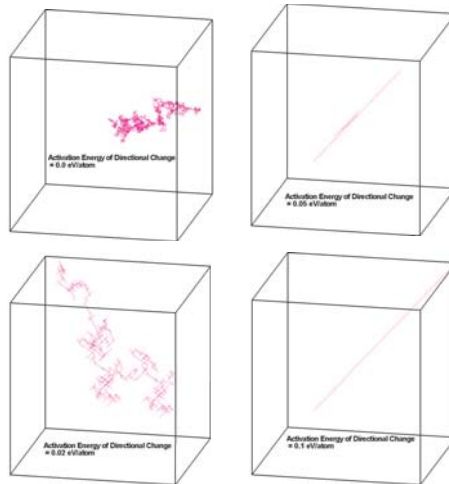 Activation Energy of Directional Change
= 0.0 eV/atom
Activation Energy of Directional Change
= 0.05 eV/atom
Activation Energy of Directional Change
= 0.02 eV/atom
Activation Energy of Directional Change
= 0.1 eV/atom